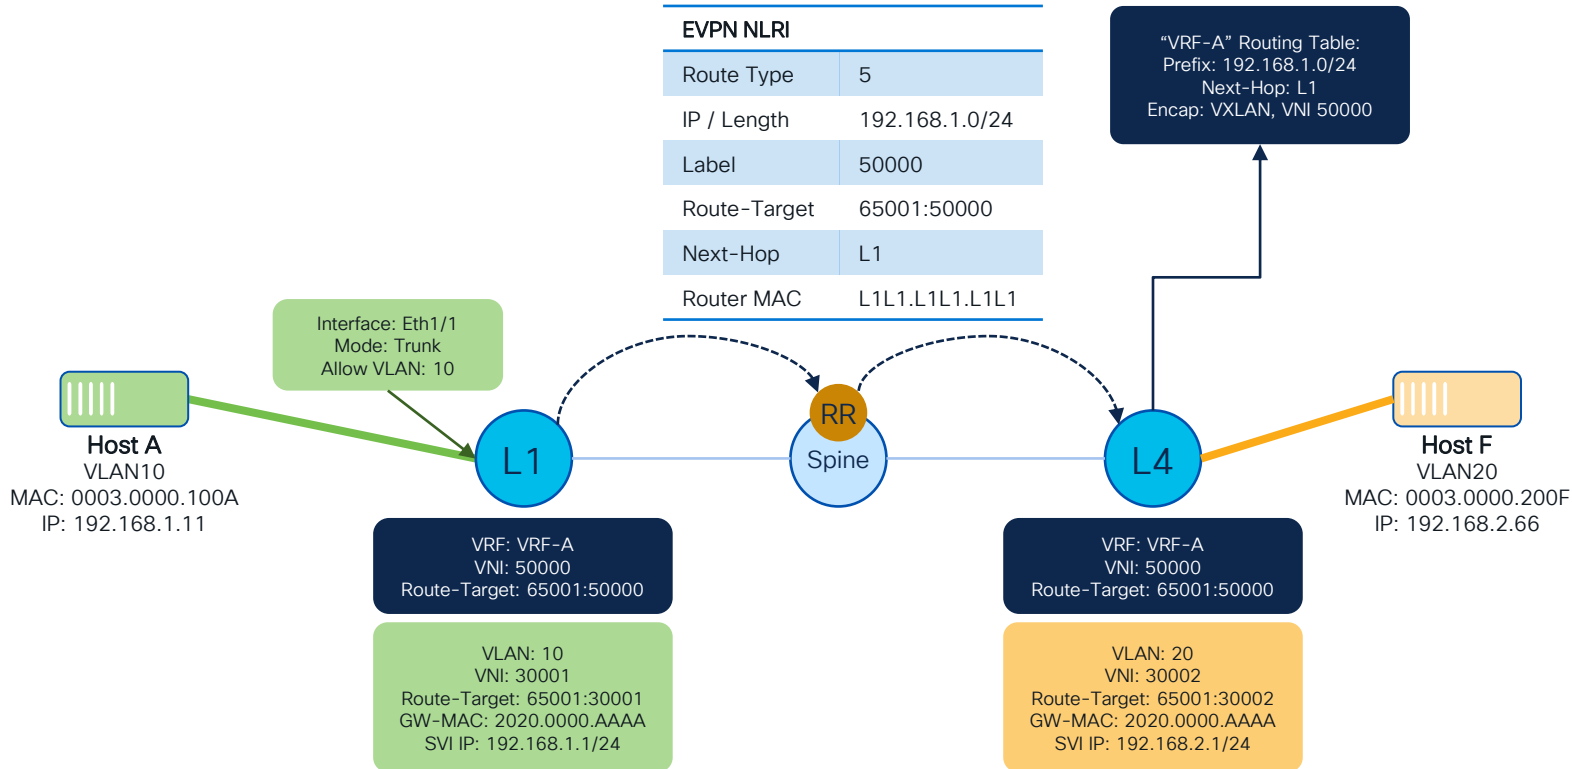 EVPN NLRI
Route Type 5
IP / Length 192.168.1.0/24
Label 50000
Route-Target 65001:50000
Next-Hop L1
Router MAC L1L1.L1L1.L1L1
“VRF-A” Routing Table:
Prefix: 192.168.1.0/24
Next-Hop: L1
Encap: VXLAN, VNI 50000
Interface: Eth1/1
Mode: Trunk
Allow VLAN: 10
Host A
VLAN10
MAC: 0003.0000.100A
IP: 192.168.1.11
L1
RR
Spine
L4
Host F
VLAN20
MAC: 0003.0000.200F
IP: 192.168.2.66
VRF: VRF-A
VNI: 50000
Route-Target: 65001:50000
VLAN: 10
VNI: 30001
Route-Target: 65001:30001
GW-MAC: 2020.0000.AAAA
SVI IP: 192.168.1.1/24
VRF: VRF-A
VNI: 50000
Route-Target: 65001:50000
VLAN: 20
VNI: 30002
Route-Target: 65001:30002
GW-MAC: 2020.0000.AAAA
SVI IP: 192.168.2.1/24